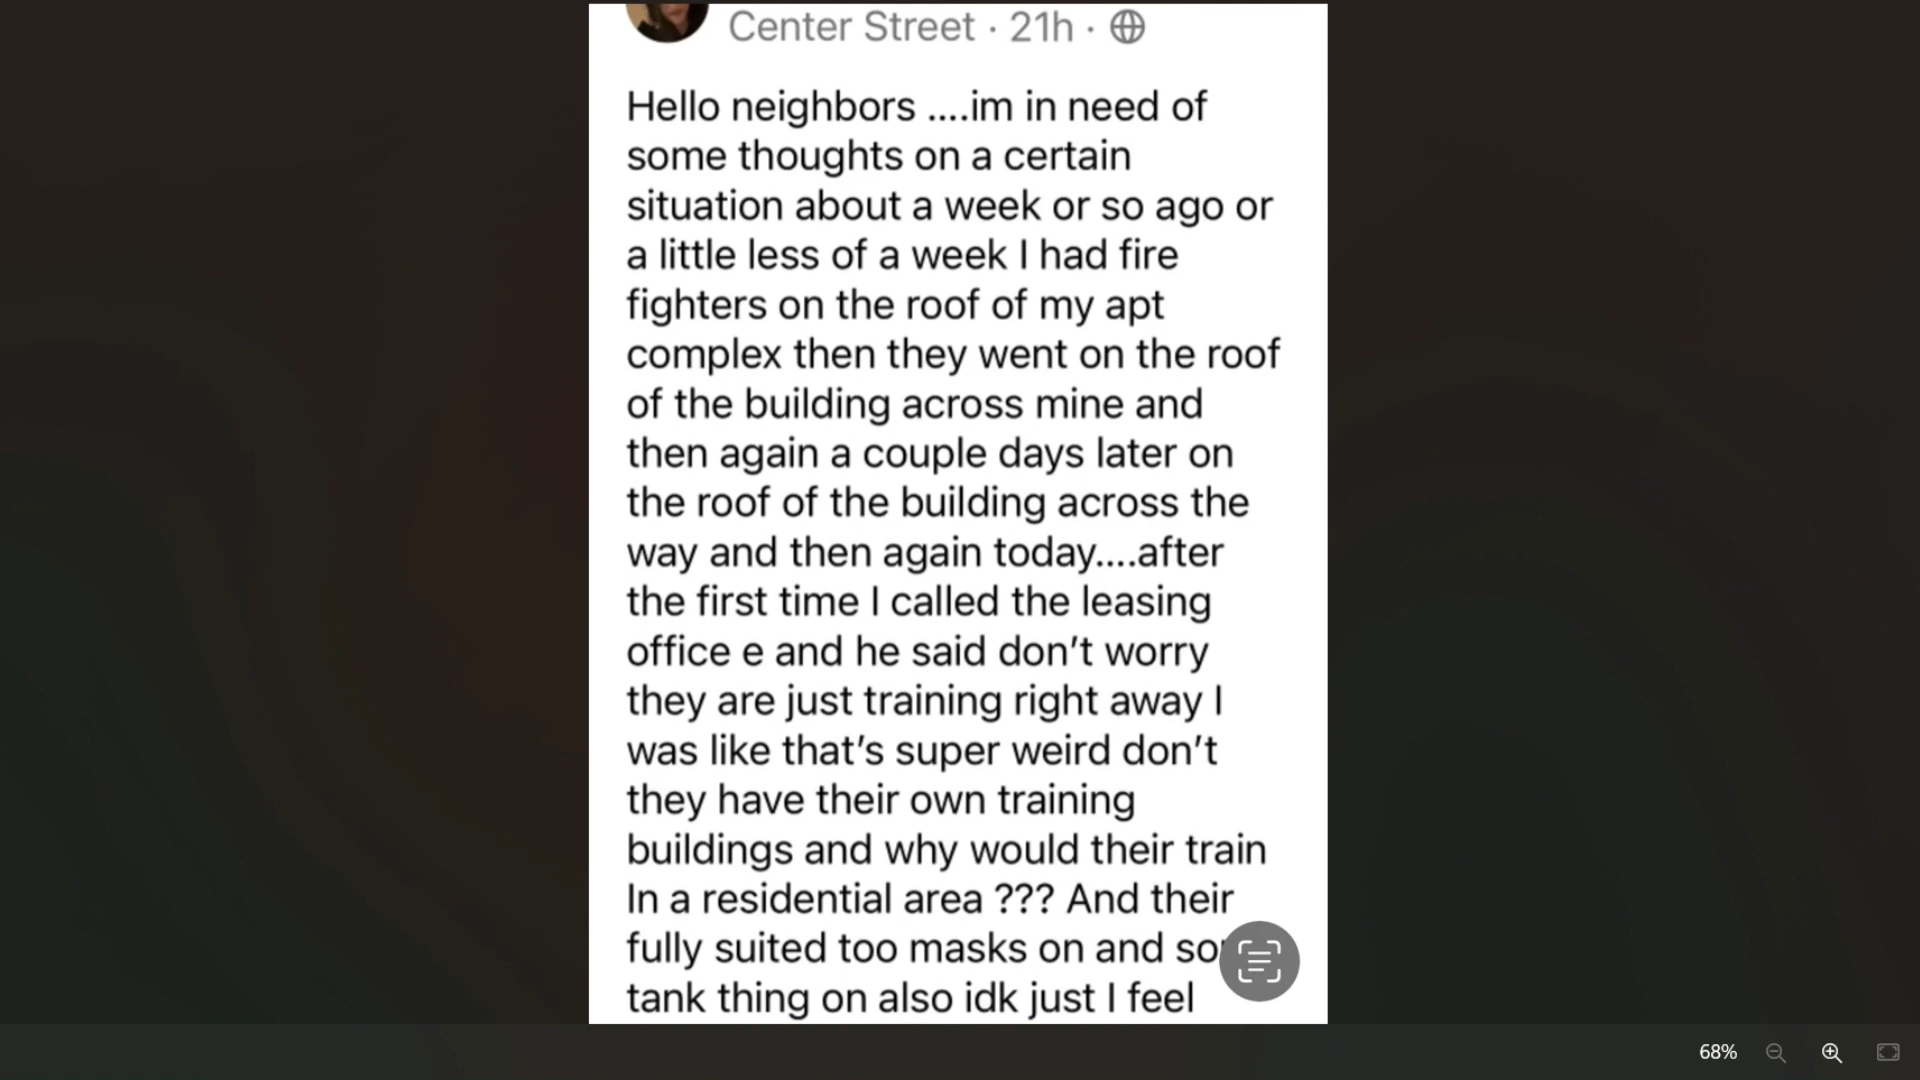 Center Street · 21h ·
Hello neighbors ....im in need of
some thoughts on a certain
situation about a week or so ago or
a little less of a week I had fire
fighters on the roof of my apt
complex then they went on the roof
of the building across mine and
then again a couple days later on
the roof of the building across the
way and then again today....after
the first time I called the leasing
office e and he said don’t worry
they are just training right away I
was like that’s super weird don’t
they have their own training
buildings and why would their train
In a residential area ??? And their
fully suited too masks on and
tank thing on also idk just I feel
68%